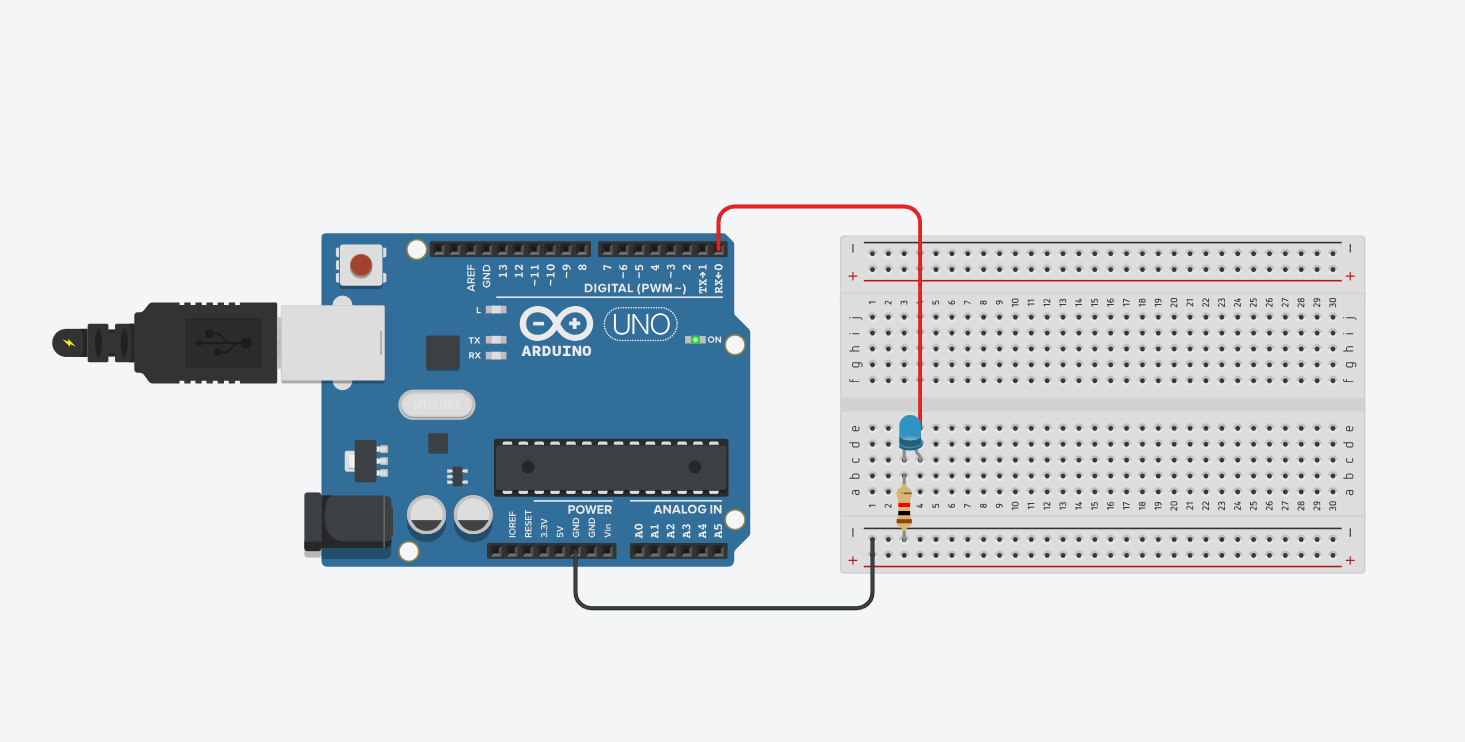 AREF
GND
13
12
~11
~10
~9
8
7
~6
~5
4
~3
2
TX→1
RX←0
DIGITAL (PWM~)
L
TX
RX
ARDUINO
UNO
ON
POWER
ANALOG IN
IOREF
RESET
3.3V
5V
GND
GND
Vin
A0
A1
A2
A3
A4
A5
− −
+ +
1 2 3 4 5 6 7 8 9 10 11 12 13 14 15 16 17 18 19 20 21 22 23 24 25 26 27 28 29 30
j j
i i
h h
g g
f f
e e
d d
c c
b b
a a
1 2 3 4 5 6 7 8 9 10 11 12 13 14 15 16 17 18 19 20 21 22 23 24 25 26 27 28 29 30
− −
+ +